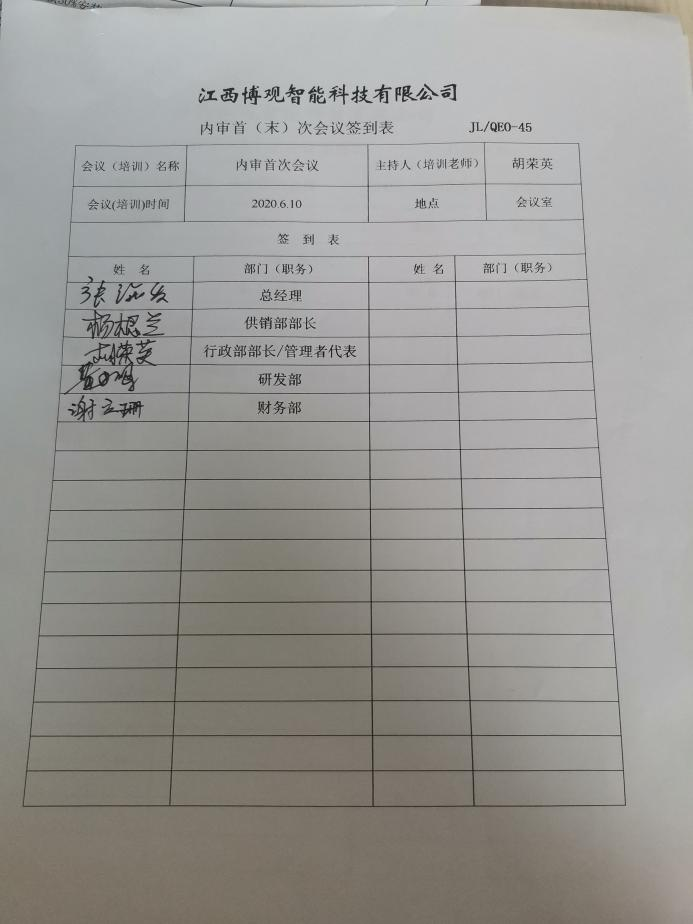 江西博观智能科技有限公司
内审首（末）次会议签到表 JL/QEO-45
会议（培训）名称 内审首次会议 主持人（培训老师） 胡荣英
会议(培训)时间 2020.6.10 地点 会议室
签 到 表
姓 名 部门（职务） 姓 名 部门（职务）
张 总经理
杨根兰 供销部部长
胡荣英 行政部部长/管理者代表
研发部
谢立珊 财务部